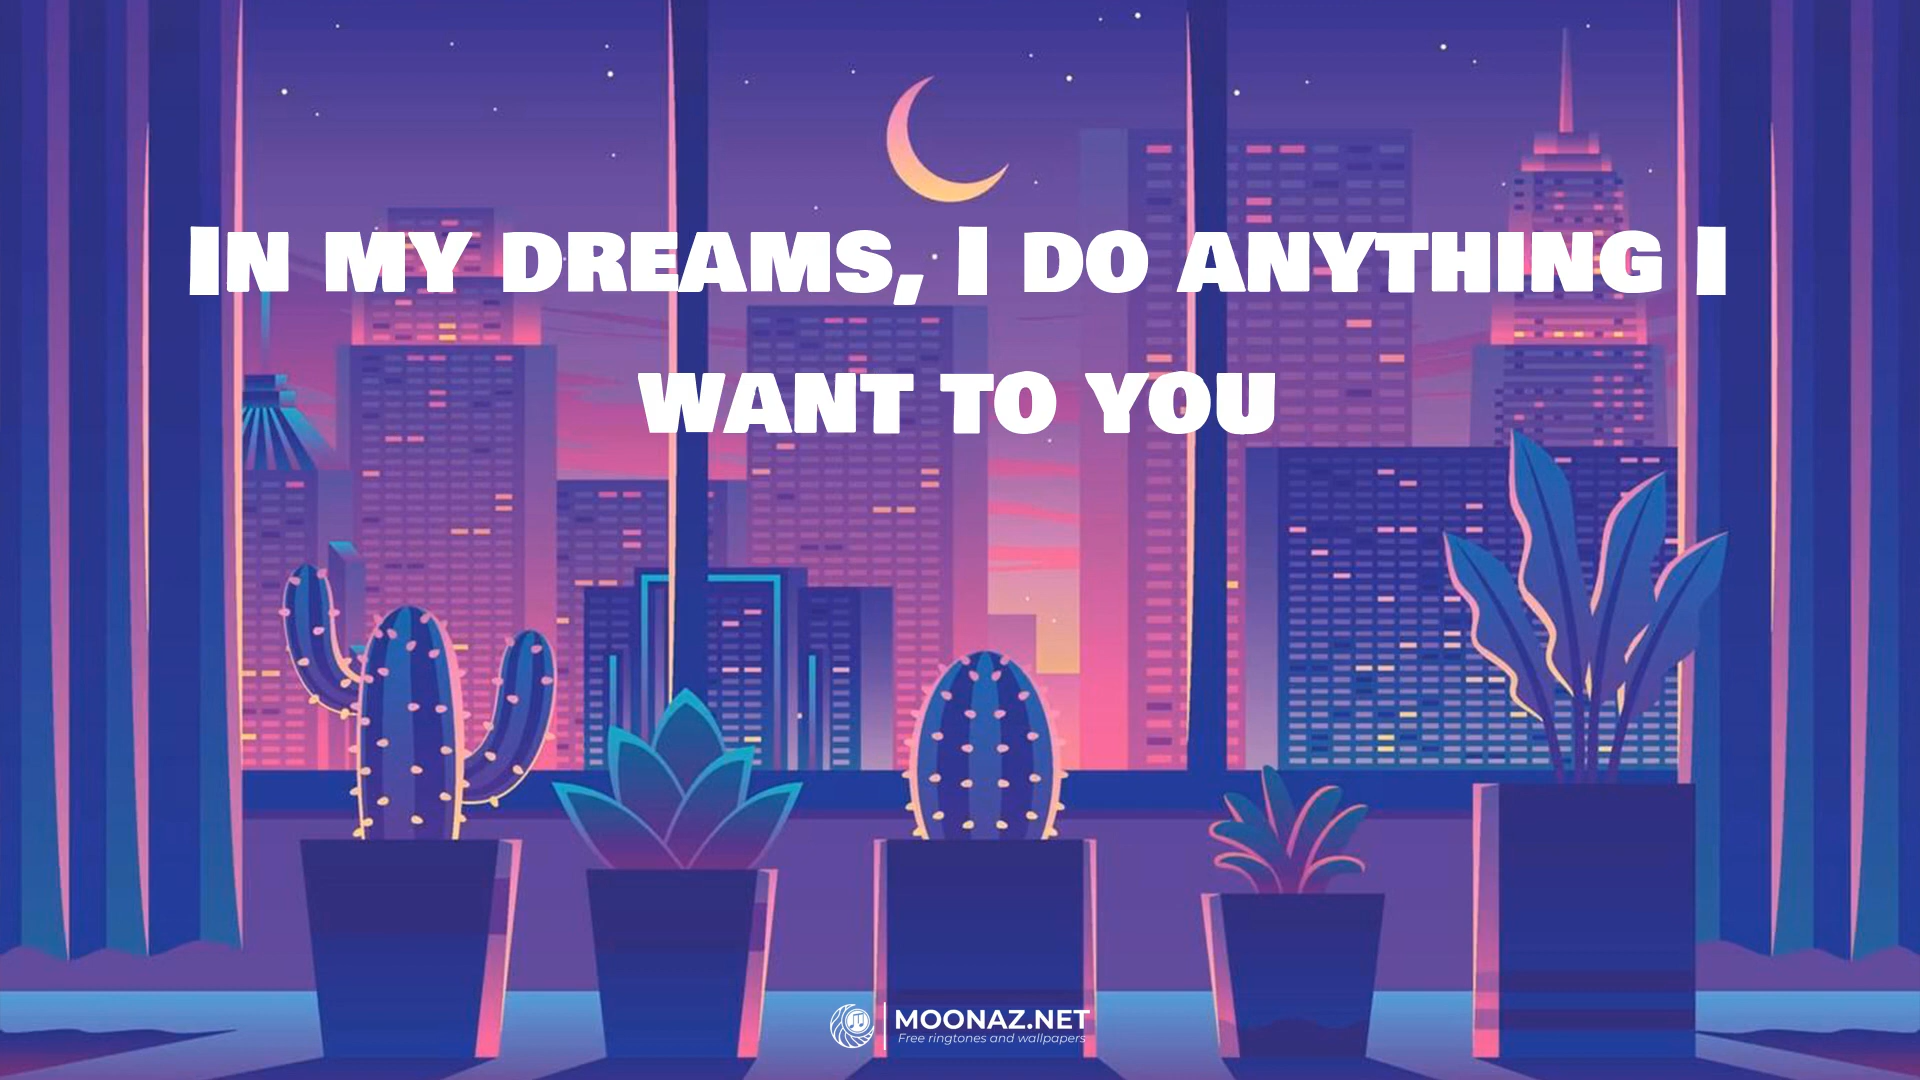 In my dreams, I do anything I
want to you
MOONAZ.NET
Free ringtones and wallpapers